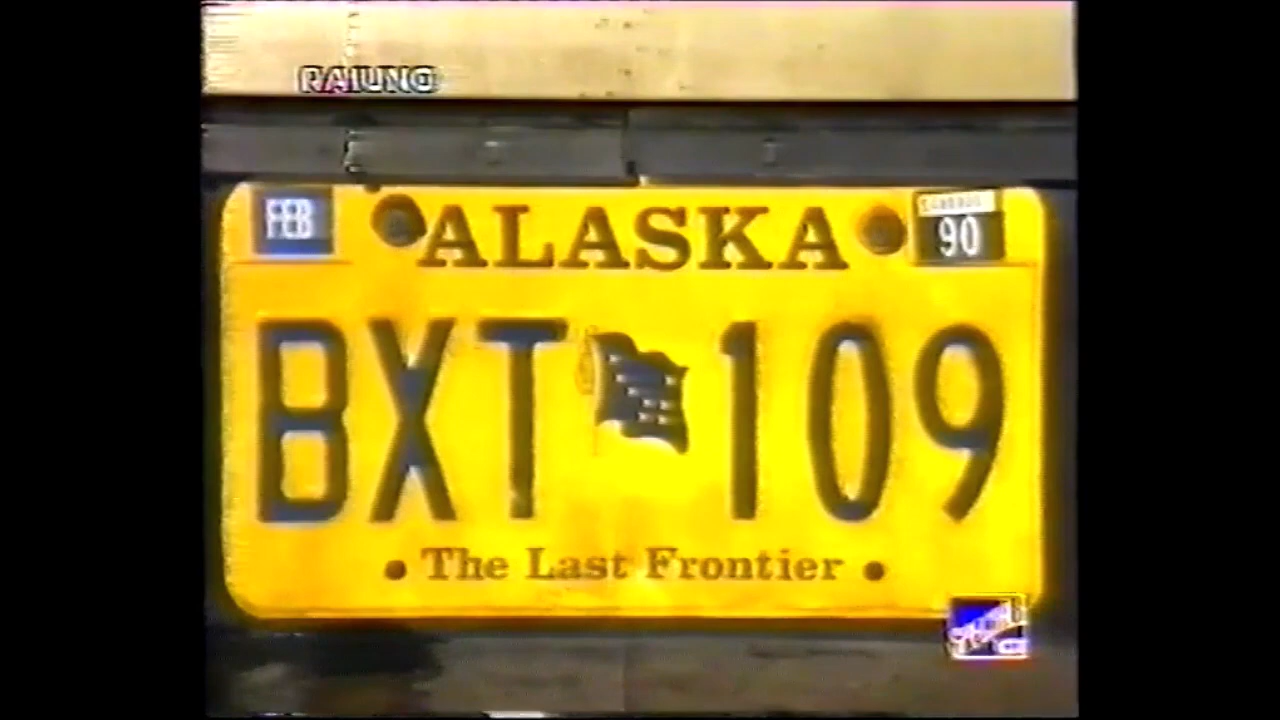 RAIUNO
FEB
ALASKA
90
BXT 109
• The Last Frontier •